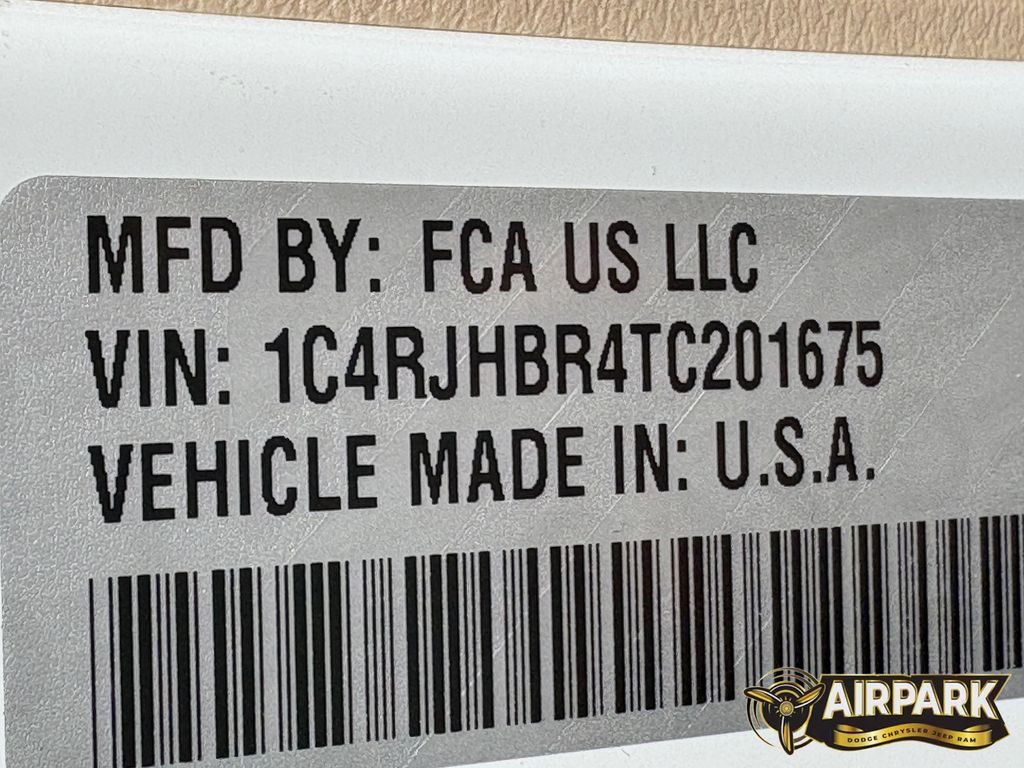 MFD BY: FCA US LLC
VIN: 1C4RJHBR4TC201675
VEHICLE MADE IN: U.S.A.
AIRPARK
DODGE CHRYSLER JEEP RAM